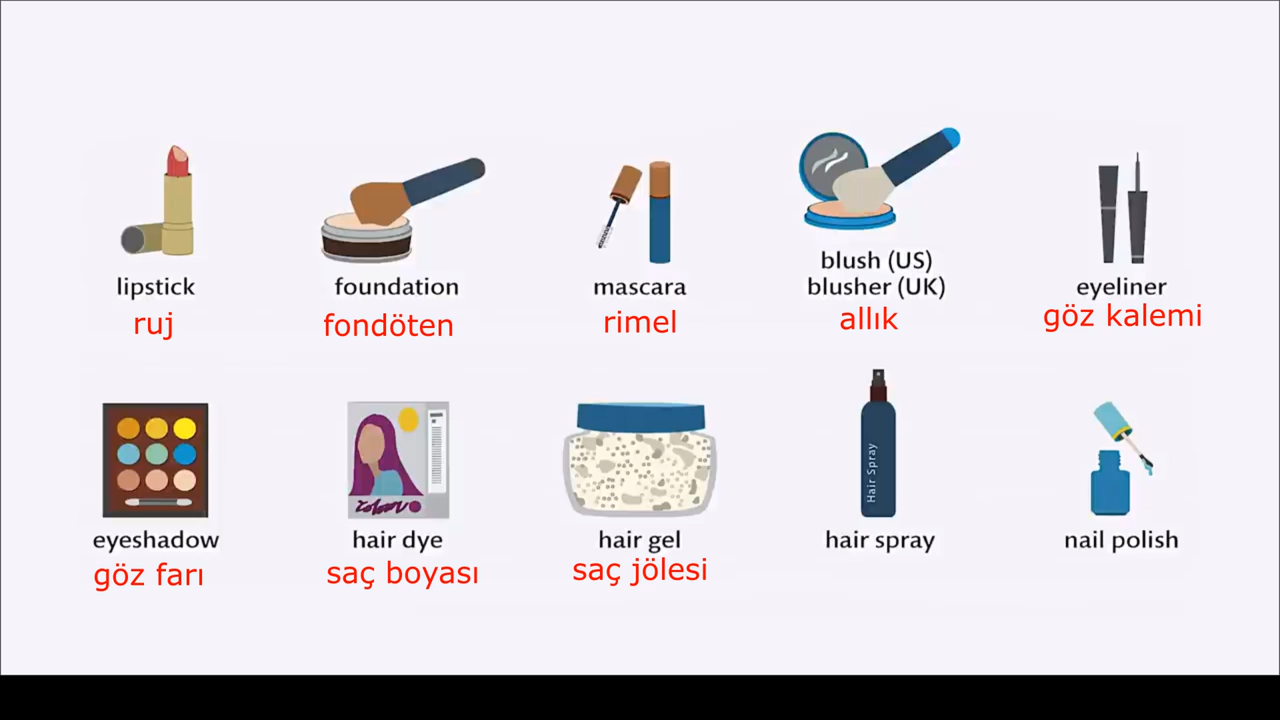 lipstick
ruj
foundation
fondöten
mascara
rimel
blush (US)
blusher (UK)
allık
eyeliner
göz kalemi
eyeshadow
göz farı
colour
hair dye
saç boyası
hair gel
saç jölesi
Hair Spray
hair spray
nail polish